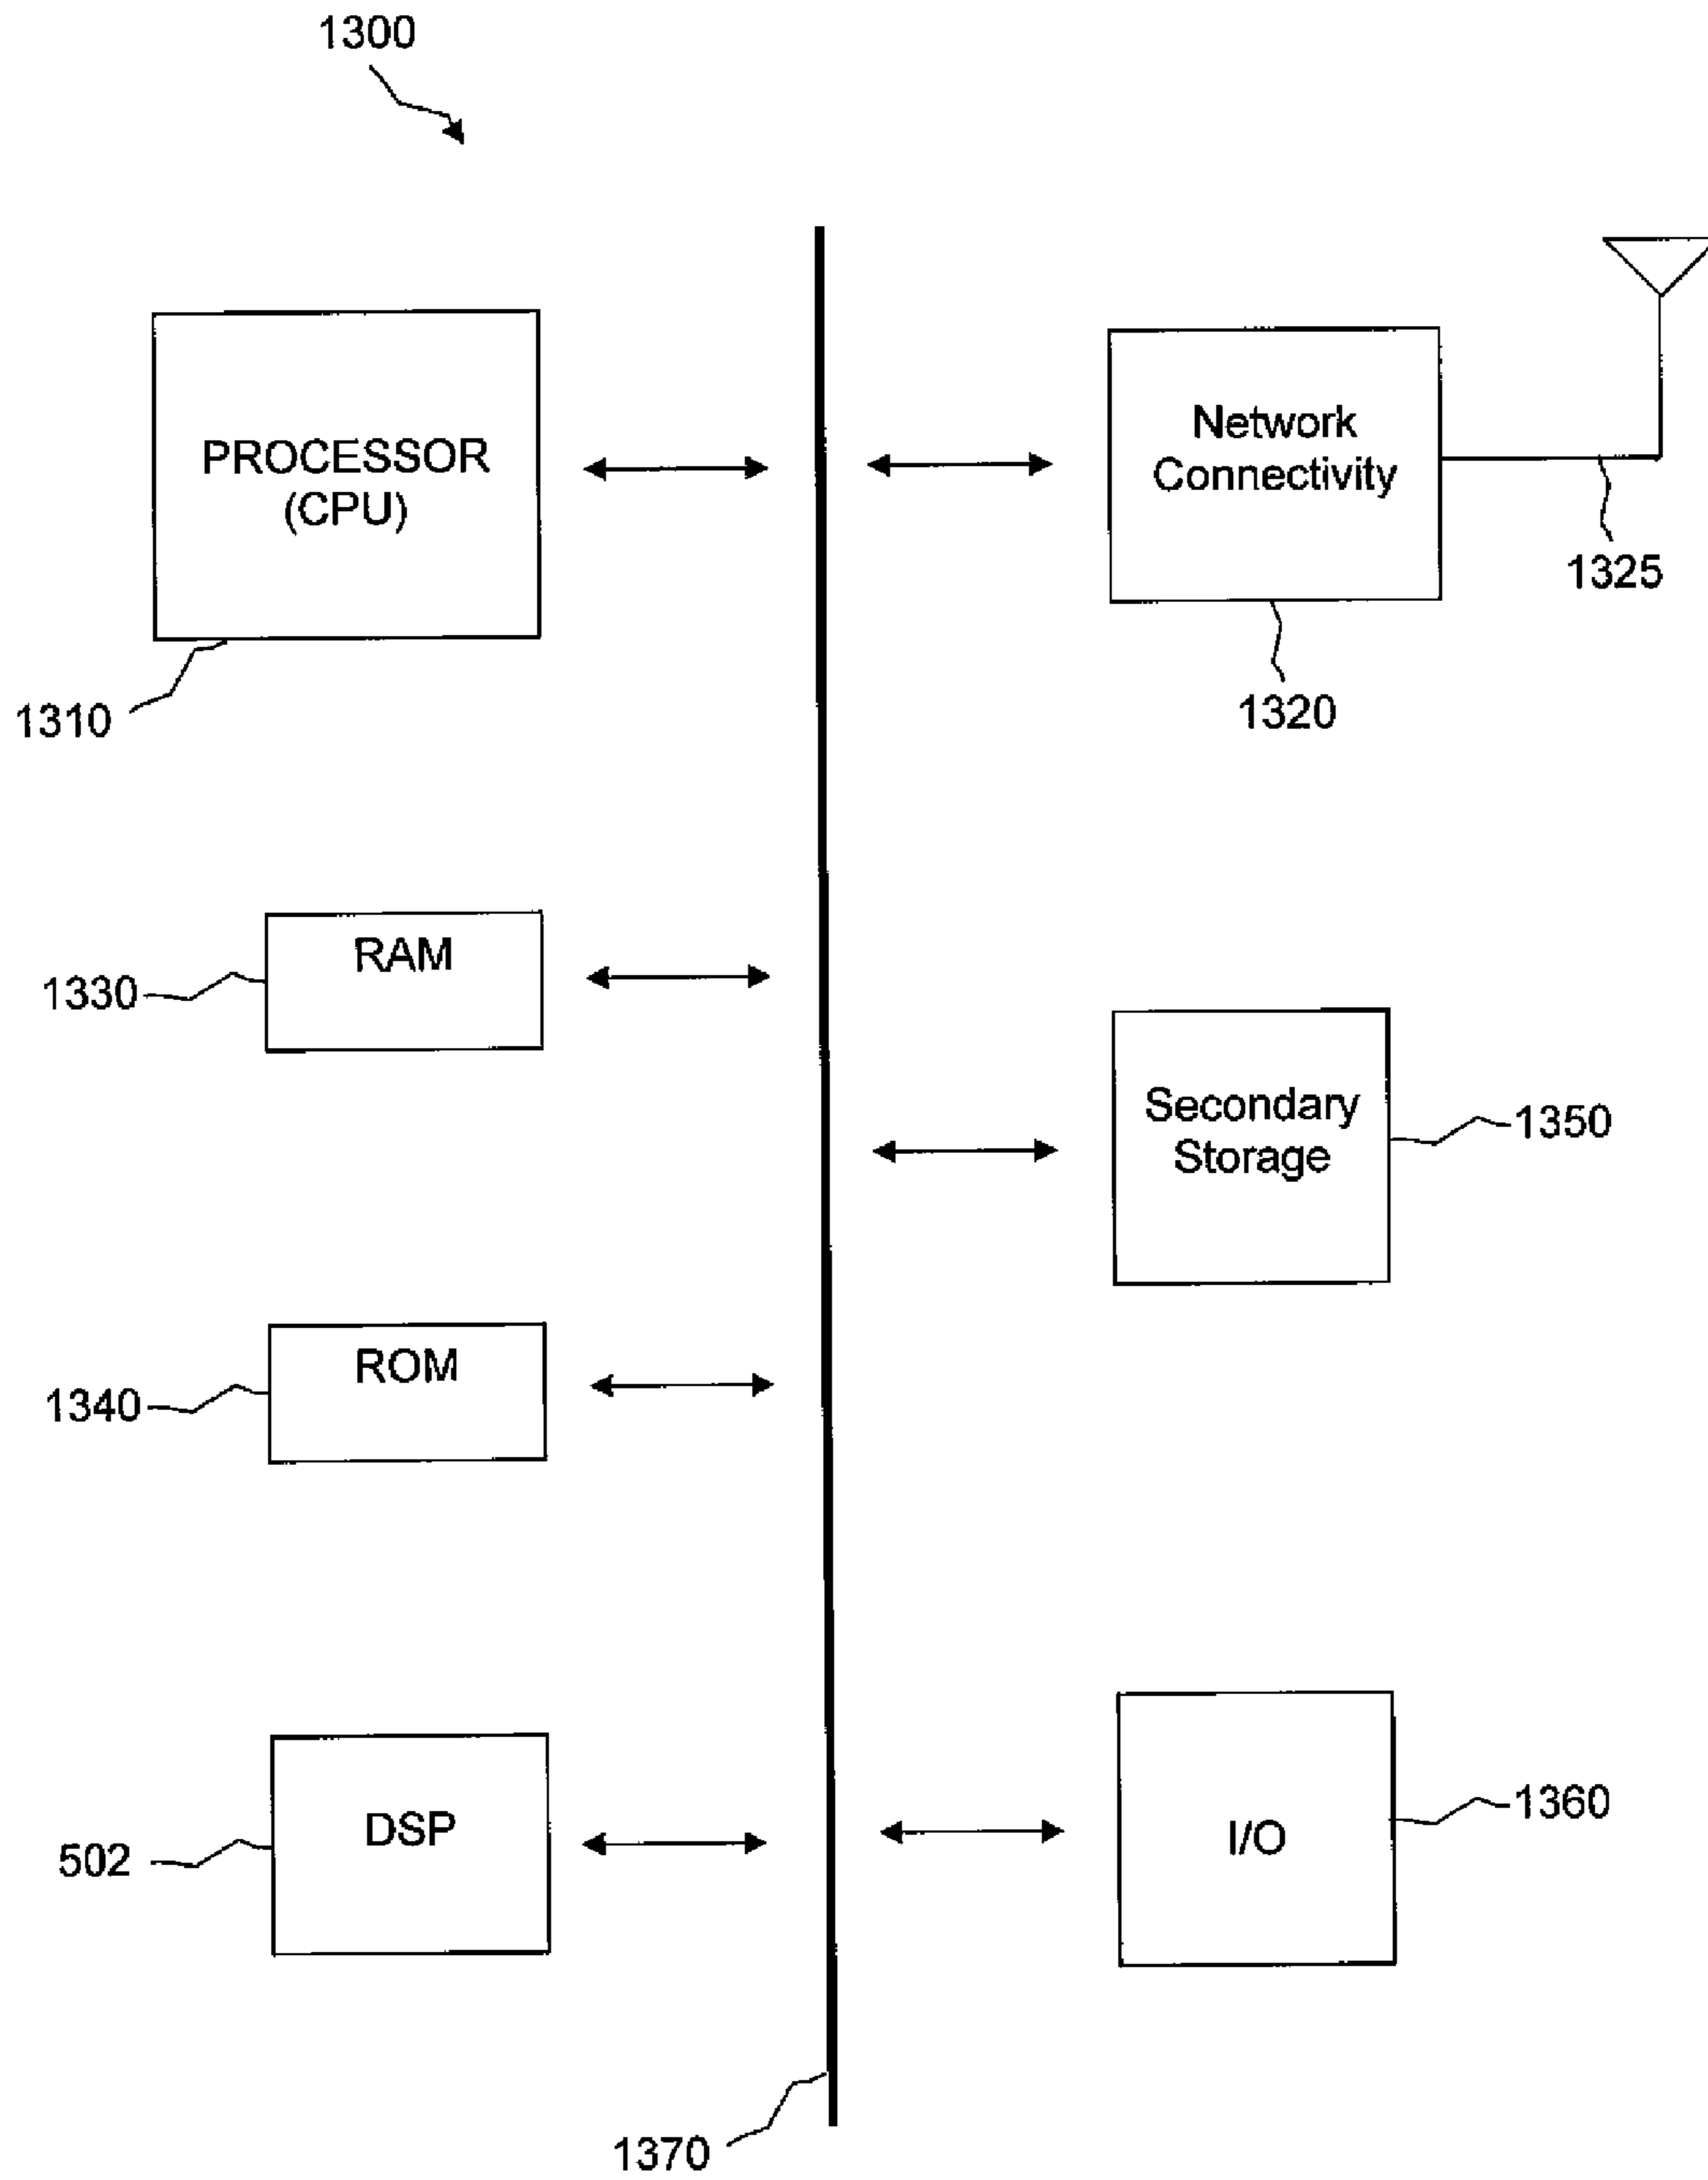 1300
PROCESSOR
(CPU)
1310
Network
Connectivity
1325
1320
RAM
1330
Secondary
Storage
1350
ROM
1340
DSP
502
I/O
1360
1370